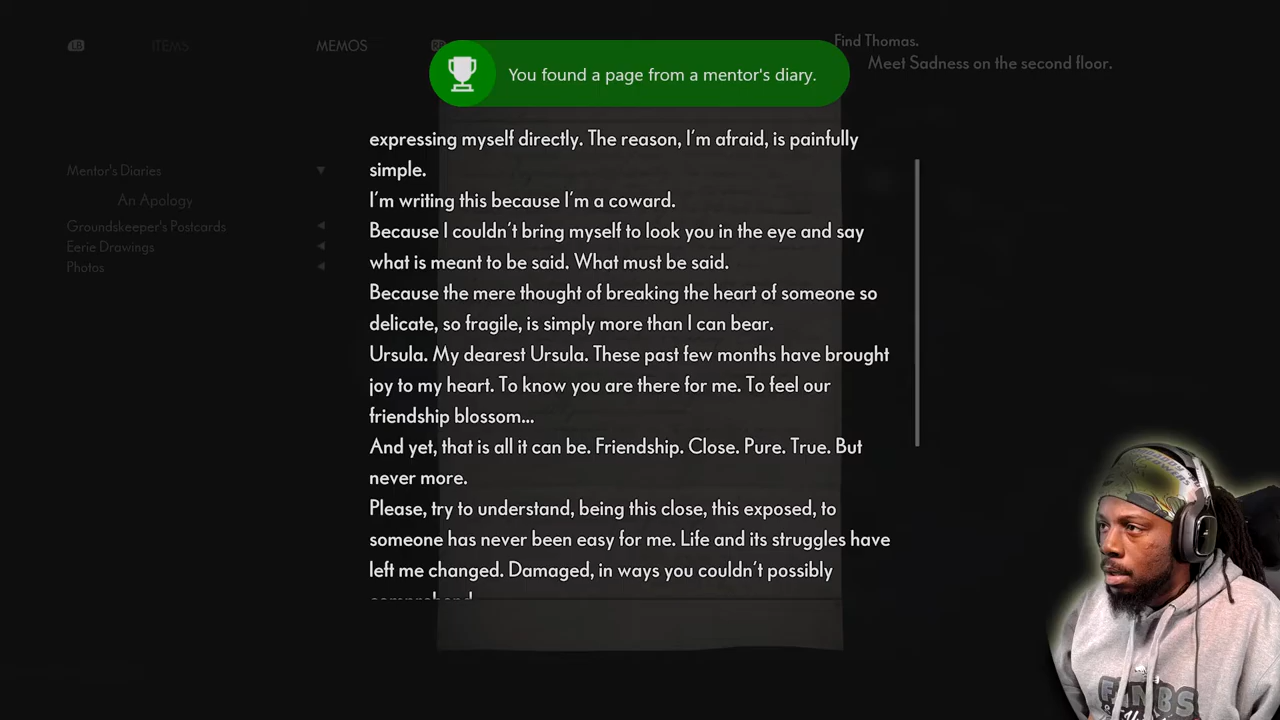 ITEMS
MEMOS
Find Thomas.
Meet Sadness on the second floor.
You found a page from a mentor's diary.
Mentor's Diaries
An Apology
Groundskeeper's Postcards
Eerie Drawings
Photos
expressing myself directly. The reason, I'm afraid, is painfully
simple.
I'm writing this because I'm a coward.
Because I couldn't bring myself to look you in the eye and say
what is meant to be said. What must be said.
Because the mere thought of breaking the heart of someone so
delicate, so fragile, is simply more than I can bear.
Ursula. My dearest Ursula. These past few months have brought
joy to my heart. To know you are there for me. To feel our
friendship blossom...
And yet, that is all it can be. Friendship. Close. Pure. True. But
never more.
Please, try to understand, being this close, this exposed, to
someone has never been easy for me. Life and its struggles have
left me changed. Damaged, in ways you couldn't possibly
comprehend